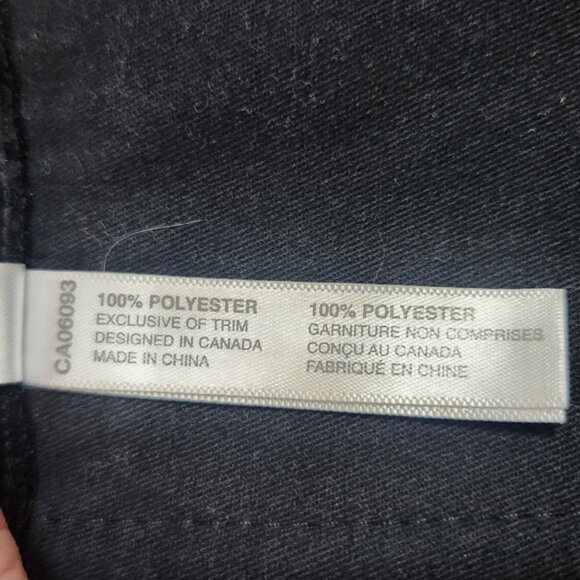 CA06093
100% POLYESTER
EXCLUSIVE OF TRIM
DESIGNED IN CANADA
MADE IN CHINA
100% POLYESTER
GARNITURE NON COMPRISES
CONÇU AU CANADA
FABRIQUÉ EN CHINE